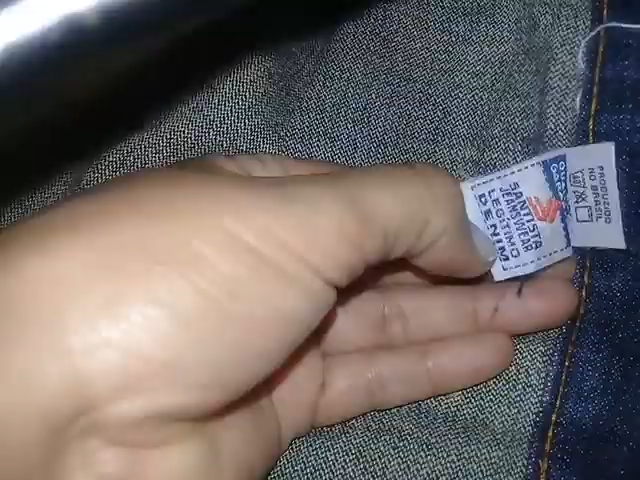 SANTISTA
JEANSWEAR
LEGÍTIMO
DENIM
PRODUZIDO
NO BRASIL